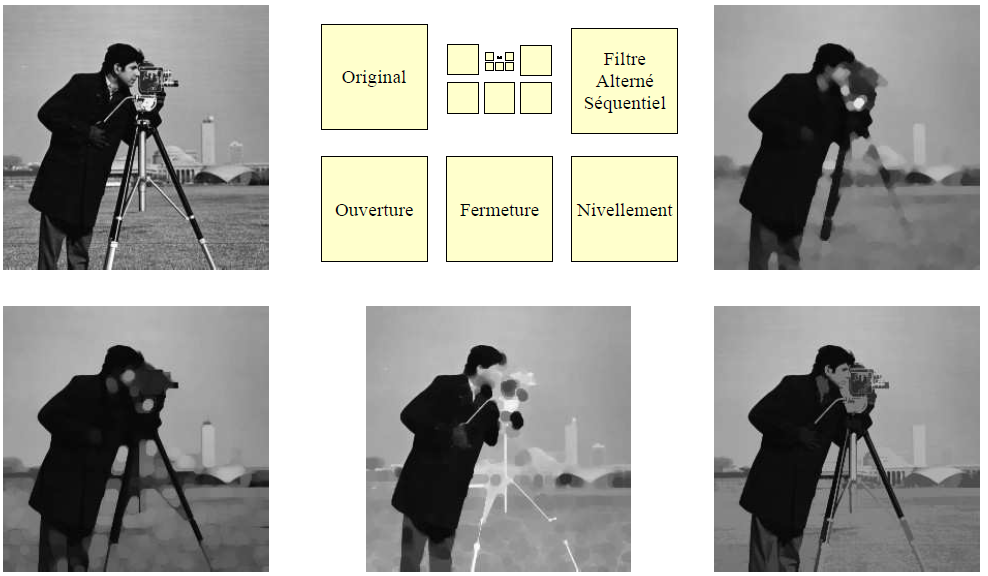 Original
Filtre
Alterné
Séquentiel
Ouverture
Fermeture
Nivellement